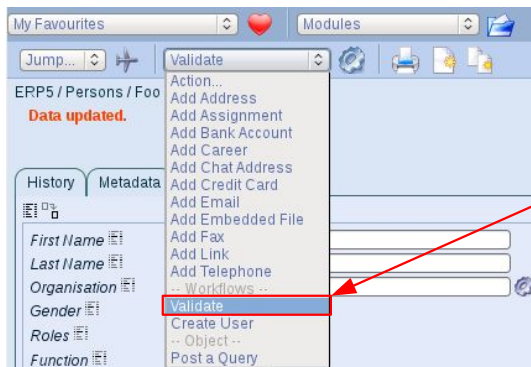 My Favourites
Modules
Jump...
Validate
Action...
Add Address
Add Assignment
Add Bank Account
Add Career
Add Chat Address
Add Credit Card
Add Email
Add Embedded File
Add Fax
Add Link
Add Telephone
-- Workflows --
Validate
Create User
-- Object --
Post a Query
ERP5 / Persons / Foo
Data updated.
History
Metadata
First Name
Last Name
Organisation
Gender
Roles
Function